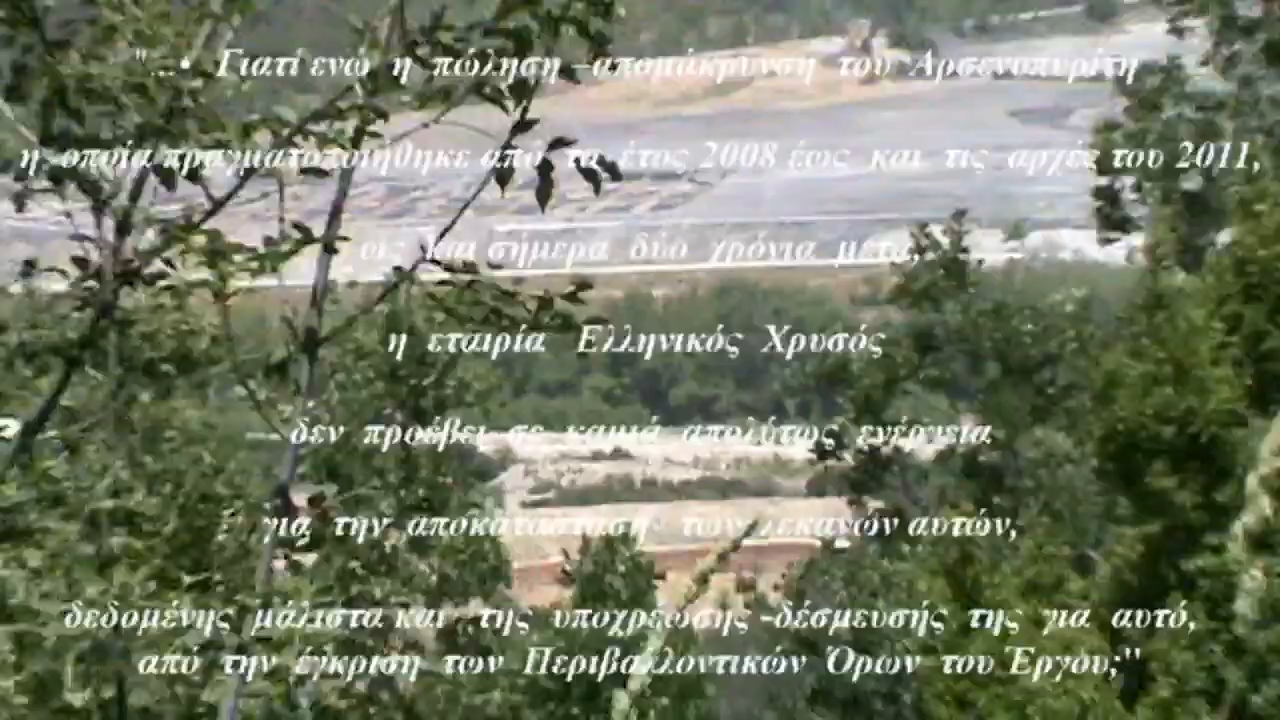 "...• Γιατί ενώ η πώληση –απομάκρυνση του Αρσενοπυρίτη
η οποία πραγματοποιήθηκε από το έτος 2008 έως και τις αρχές του 2011,
ως και σήμερα δύο χρόνια μετά,
η εταιρία Ελληνικός Χρυσός
δεν προέβει σε καμιά απολύτως ενέργεια
για την αποκατάσταση των λεκανών αυτών,
δεδομένης μάλιστα και της υποχρέωσης -δέσμευσής της για αυτό,
από την έγκριση των Περιβαλλοντικών Όρων του Έργου;"